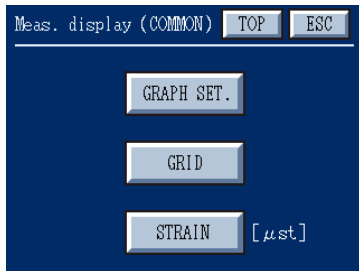 Meas. display (COMMON) TOP ESC
GRAPH SET.
GRID
STRAIN [μst]